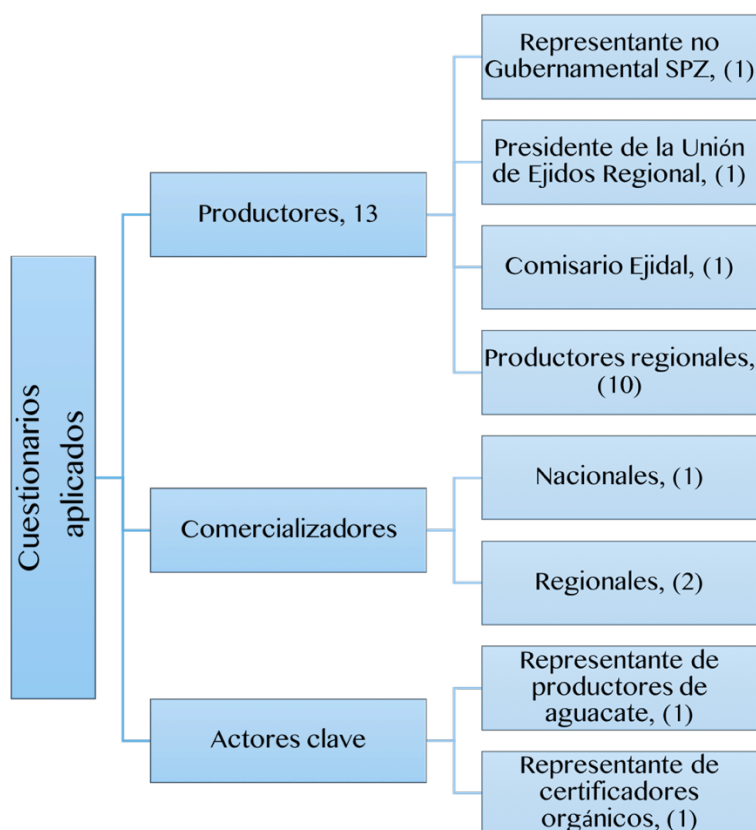 Cuestionarios
aplicados
Productores, 13
Representante no
Gubernamental SPZ, (1)
Presidente de la Unión
de Ejidos Regional, (1)
Comisario Ejidal, (1)
Productores regionales,
(10)
Comercializadores
Nacionales, (1)
Regionales, (2)
Actores clave
Representante de
productores de
aguacate, (1)
Representante de
certificadores
orgánicos, (1)